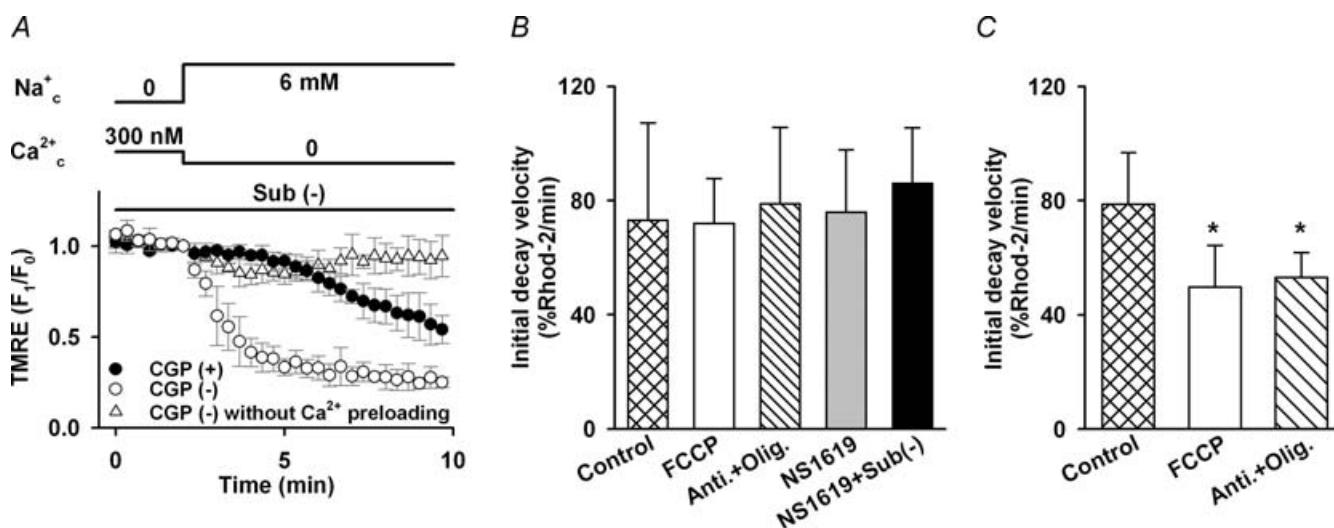 A
Na⁺c
0
6 mM
Ca²⁺c
300 nM
0
Sub (-)
TMRE (F₁/F₀)
1.0
0.5
0.0
CGP (+)
CGP (-)
CGP (-) without Ca²⁺ preloading
0
5
10
Time (min)
B
Initial decay velocity
(%Rhod-2/min)
120
80
40
0
Control
FCCP
Anti.+Olig.
NS1619
NS1619+Sub(-)
C
Initial decay velocity
(%Rhod-2/min)
120
80
40
0
*
*
Control
FCCP
Anti.+Olig.